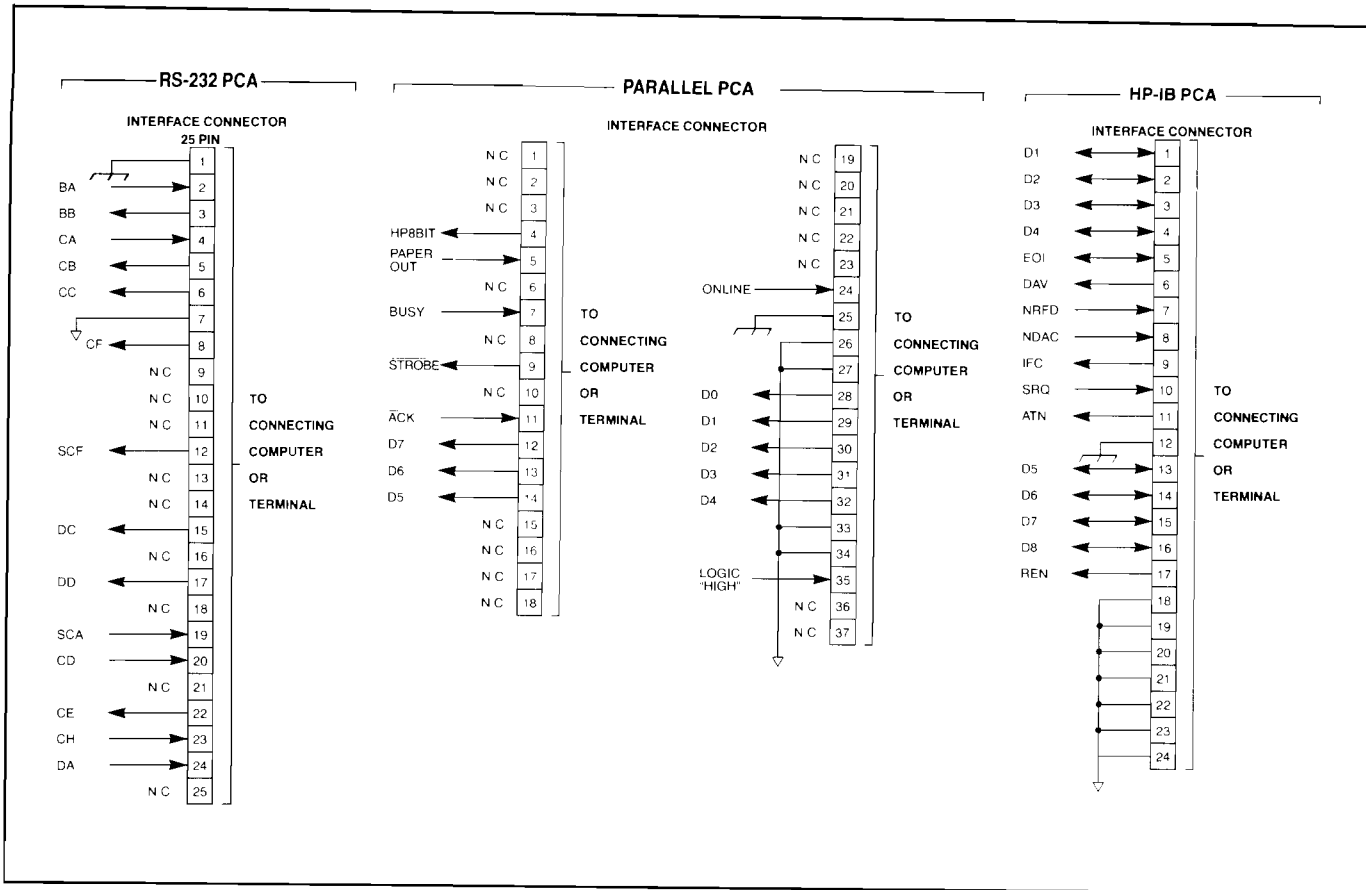 RS-232 PCA
INTERFACE CONNECTOR
25 PIN
1
BA 2
BB 3
CA 4
CB 5
CC 6
7
CF 8
N C 9
N C 10
N C 11
SCF 12
N C 13
N C 14
DC 15
N C 16
DD 17
N C 18
SCA 19
CD 20
N C 21
CE 22
CH 23
DA 24
N C 25
TO
CONNECTING
COMPUTER
OR
TERMINAL
PARALLEL PCA
INTERFACE CONNECTOR
N C 1
N C 2
N C 3
HP8BIT 4
PAPER
OUT 5
N C 6
BUSY 7
N C 8
STROBE 9
N C 10
ACK 11
D7 12
D6 13
D5 14
N C 15
N C 16
N C 17
N C 18
TO
CONNECTING
COMPUTER
OR
TERMINAL
N C 19
N C 20
N C 21
N C 22
N C 23
ONLINE 24
25
26
27
D0 28
D1 29
D2 30
D3 31
D4 32
33
34
LOGIC
"HIGH" 35
N C 36
N C 37
TO
CONNECTING
COMPUTER
OR
TERMINAL
HP-IB PCA
INTERFACE CONNECTOR
D1 1
D2 2
D3 3
D4 4
EOI 5
DAV 6
NRFD 7
NDAC 8
IFC 9
SRQ 10
ATN 11
12
D5 13
D6 14
D7 15
D8 16
REN 17
18
19
20
21
22
23
24
TO
CONNECTING
COMPUTER
OR
TERMINAL